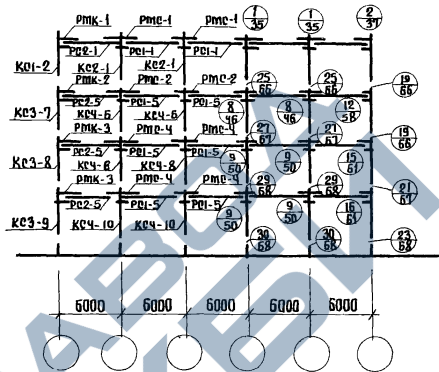 РМК-1 РМС-1 РМС-1 1/35 1/35 2/37
РС2-1 РС1-1 РС1-1
КС1-2 КС2-1 КС2-1
РМК-2 РМС-2 РМС-2 25/66 25/66 19/66
РС2-5 РС1-5 РС1-5 8/46 8/46 12/58
КС3-7 КС4-6 КС4-6
РМК-3 РМС-4 РМС-4 27/67 27/67 19/66
РС2-5 РС1-5 РС1-5 9/50 9/50 15/61
КС3-8 КС4-8 КС4-8
РМК-3 РМС-4 РМС-4 29/68 29/68 21/67
РС2-5 РС1-5 РС1-5 9/50 9/50 16/61
КС3-9 КС4-10 КС4-10
30/68 30/68 23/68
6000 6000 6000 6000 6000